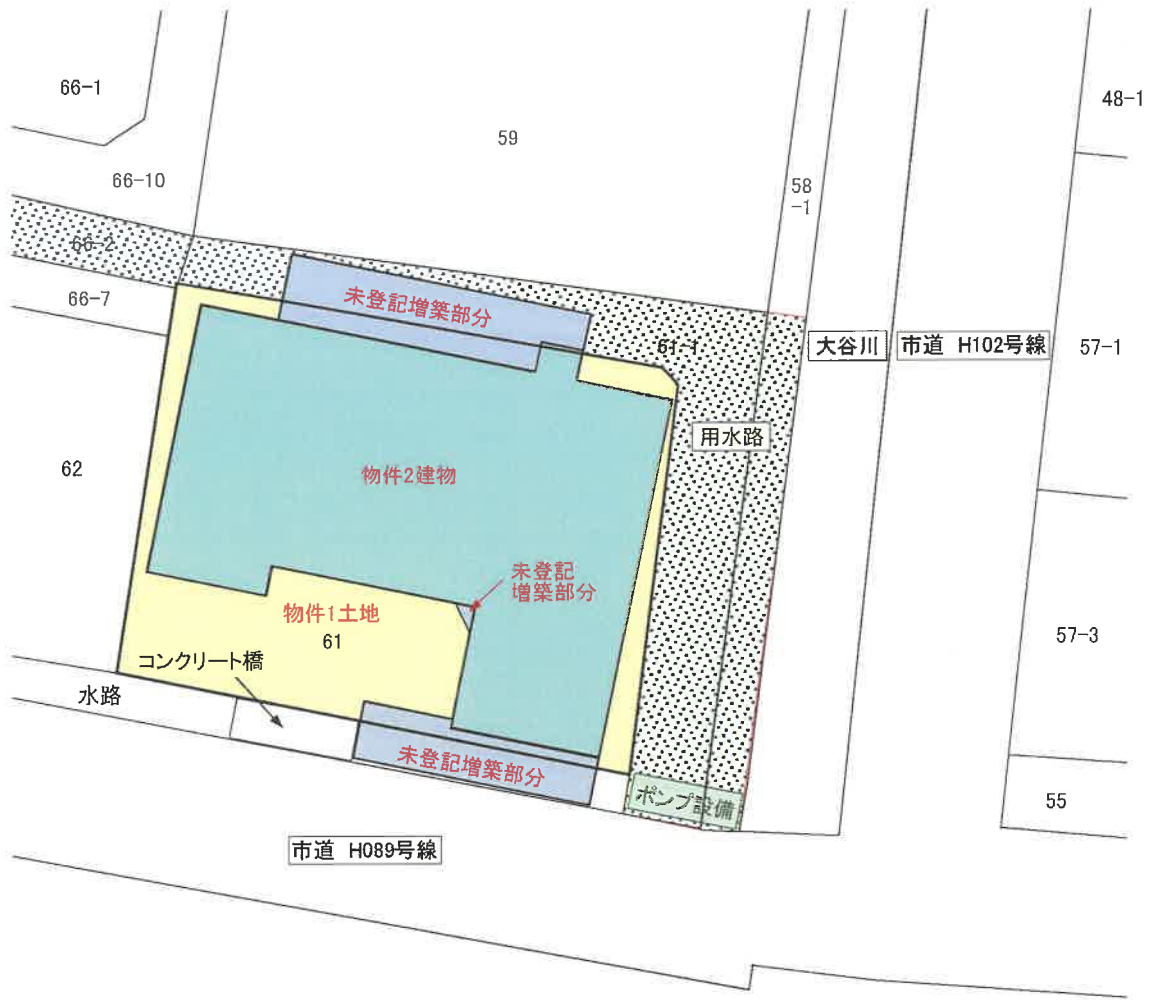 66-1
48-1
59
66-10
58
-1
66-2
66-7
未登記増築部分
61-1
大谷川
市道 H102号線
57-1
用水路
62
物件2建物
未登記
増築部分
物件1土地
61
57-3
コンクリート橋
水路
未登記増築部分
ポンプ設備
55
市道 H089号線